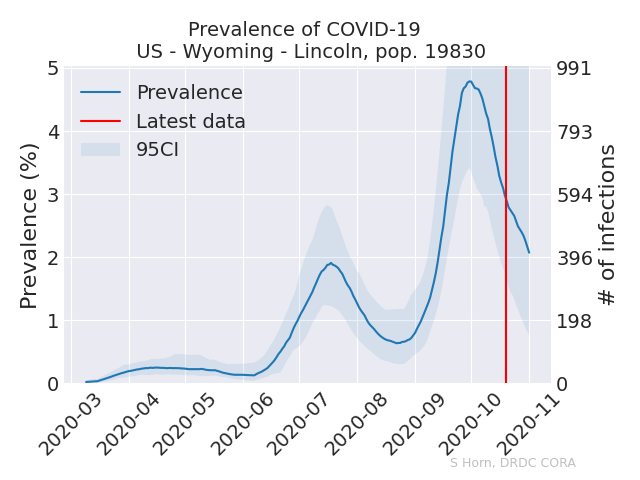 Prevalence of COVID-19
US - Wyoming - Lincoln, pop. 19830
Prevalence
Latest data
95CI
Prevalence (%)
5
4
3
2
1
0
# of infections
991
793
594
396
198
0
2020-03
2020-04
2020-05
2020-06
2020-07
2020-08
2020-09
2020-10
2020-11
S Horn, DRDC CORA